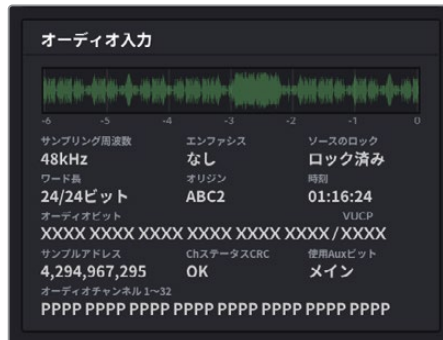 オーディオ入力
-6 -5 -4 -3 -2 -1 0
サンプリング周波数 エンファシス ソースのロック
48kHz なし ロック済み
ワード長 オリジン 時刻
24/24ビット ABC2 01:16:24
オーディオビット VUCP
XXXX XXXX XXXX XXXX XXXX XXXX/XXXX
サンプルアドレス ChステータスCRC 使用Auxビット
4,294,967,295 OK メイン
オーディオチャンネル 1〜32
PPPP PPPP PPPP PPPP PPPP PPPP PPPP PPPP